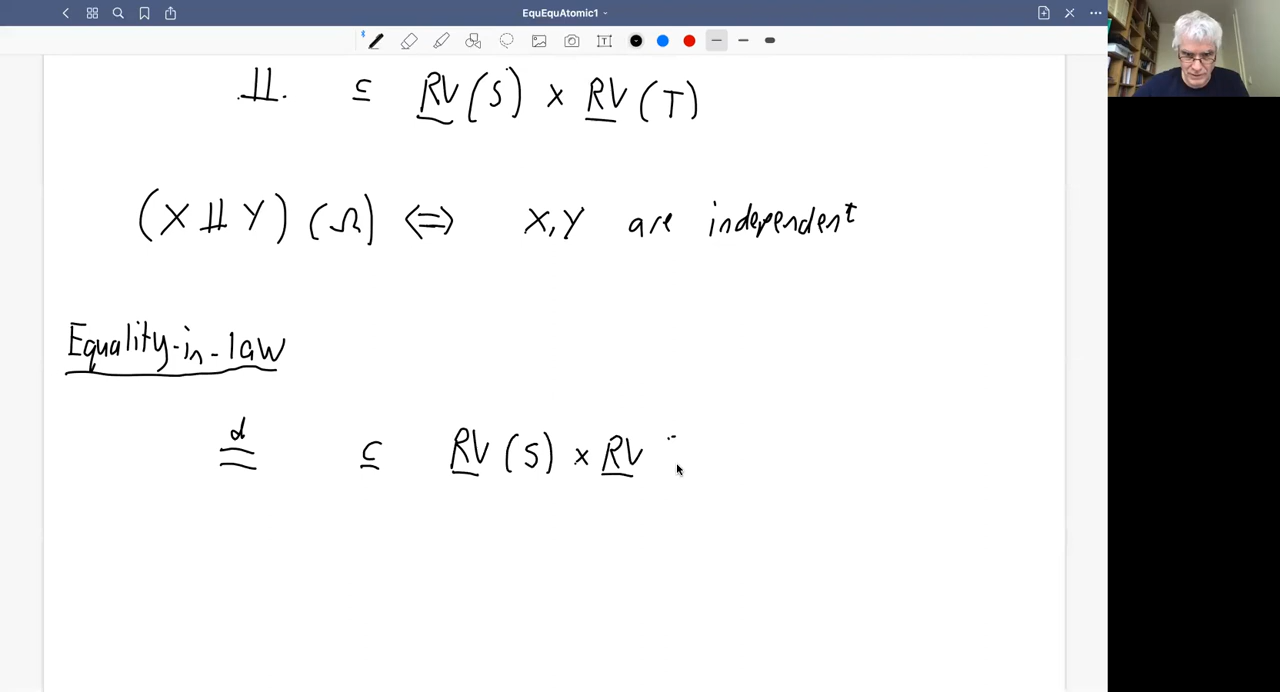 EquEquAtomic1
⫫ ⊆ RV(S) × RV(T)
(X ⫫ Y)(Ω) ⟺ X, Y are independent
Equality-in-law
d
= ⊆ RV(S) × RV